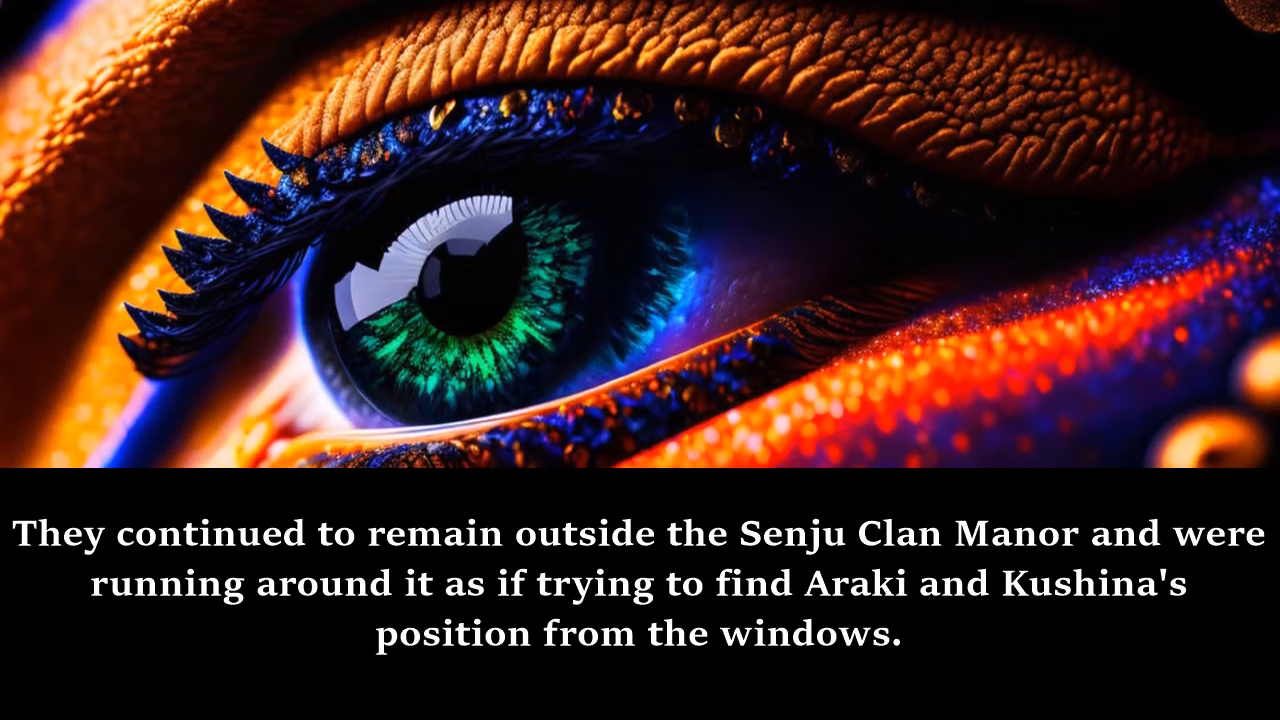 They continued to remain outside the Senju Clan Manor and were
running around it as if trying to find Araki and Kushina's
position from the windows.